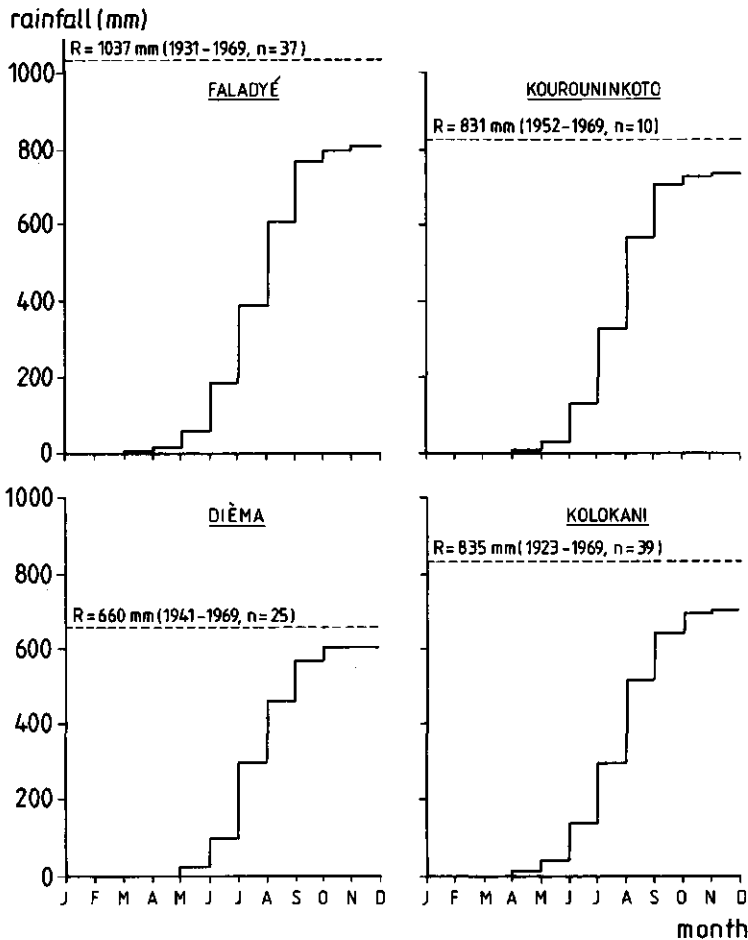 rainfall (mm)
R = 1037 mm (1931-1969, n=37)
FALADYÉ
1000
800
600
400
200
0
KOUROUNINKOTO
R = 831 mm (1952-1969, n=10)
DIÈMA
R = 660 mm (1941-1969, n=25)
1000
800
600
400
200
0
J F M A M J J A S O N D
KOLOKANI
R = 835 mm (1923-1969, n=39)
J F M A M J J A S O N D
month